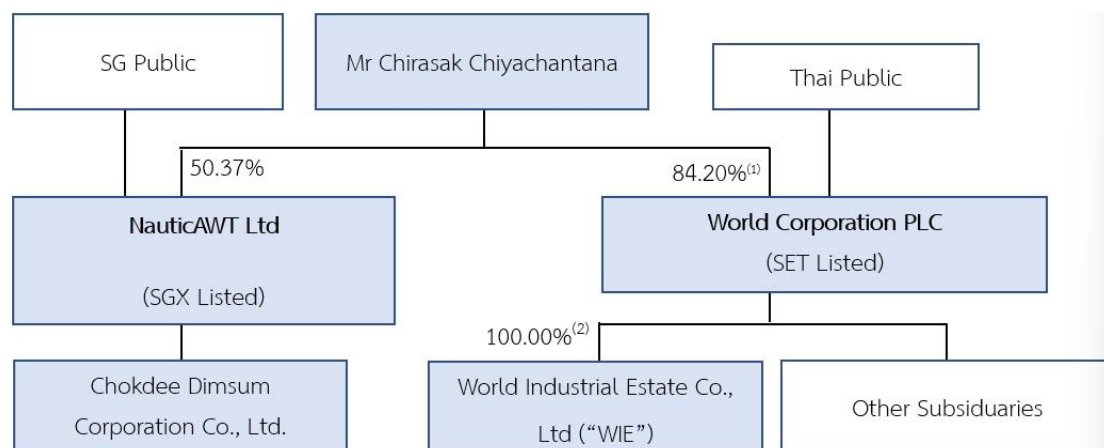 SG Public
Mr Chirasak Chiyachantana
Thai Public
50.37%
84.20%(1)
NauticAWT Ltd
(SGX Listed)
World Corporation PLC
(SET Listed)
100.00%(2)
Chokdee Dimsum
Corporation Co., Ltd.
World Industrial Estate Co.,
Ltd (“WIE”)
Other Subsiduaries